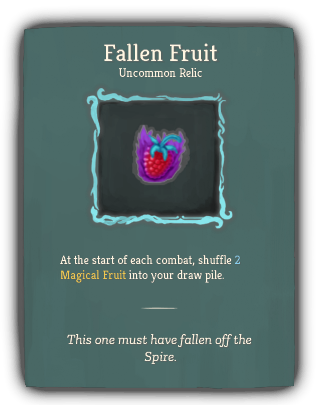 Fallen Fruit
Uncommon Relic
At the start of each combat, shuffle 2
Magical Fruit into your draw pile.
This one must have fallen off the
Spire.